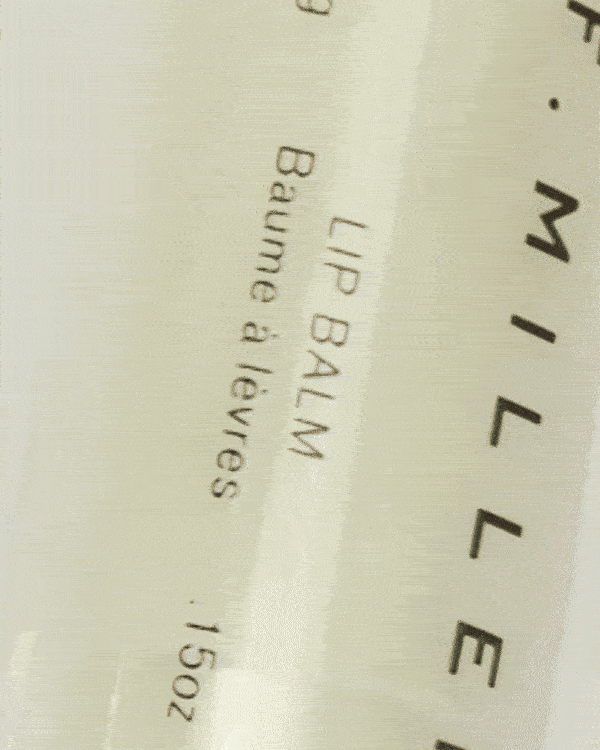 F · MILLE
LIP BALM
Baume à lèvres
.15oz